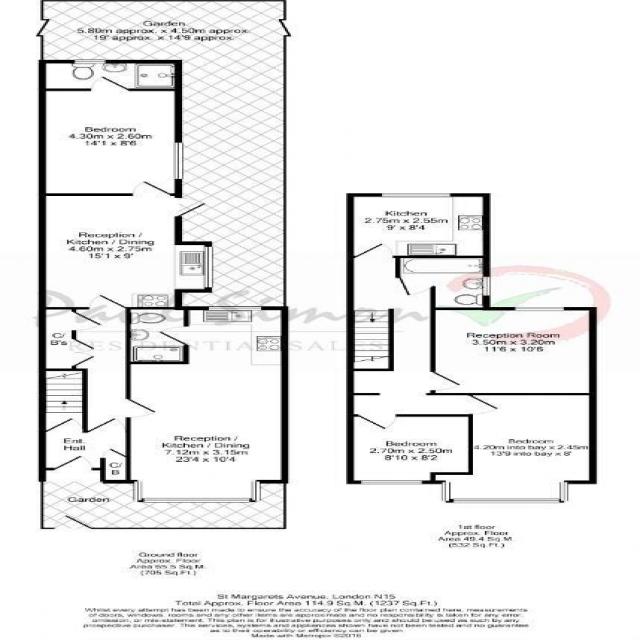 Garden
5.80m approx. x 4.50m approx.
19' approx. x 14'9 approx.
Bedroom
4.30m x 2.60m
14'1 x 8'6
Reception /
Kitchen / Dining
4.60m x 2.75m
15'1 x 9'
C/
B's
Ent.
Hall
C/
B
Reception /
Kitchen / Dining
7.12m x 3.15m
23'4 x 10'4
Garden
Ground floor
Approx. Floor
Area 65.5 Sq.M.
(705 Sq.Ft.)
Kitchen
2.75m x 2.55m
9' x 8'4
Reception Room
3.50m x 3.20m
11'6 x 10'6
Bedroom
2.70m x 2.50m
8'10 x 8'2
Bedroom
4.20m into bay x 2.45m
13'9 into bay x 8'
1st floor
Approx. Floor
Area 49.4 Sq.M.
(532 Sq.Ft.)
Paul Simon
RESIDENTIAL SALES
St Margarets Avenue, London N15
Total Approx. Floor Area 114.9 Sq.M. (1237 Sq.Ft.)
Whilst every attempt has been made to ensure the accuracy of the floor plan contained here, measurements
of doors, windows, rooms and any other items are approximate and no responsibility is taken for any error,
omission, or mis-statement. This plan is for illustrative purposes only and should be used as such by any
prospective purchaser. The services, systems and appliances shown have not been tested and no guarantee
as to their operability or efficiency can be given
Made with Metropix ©2016